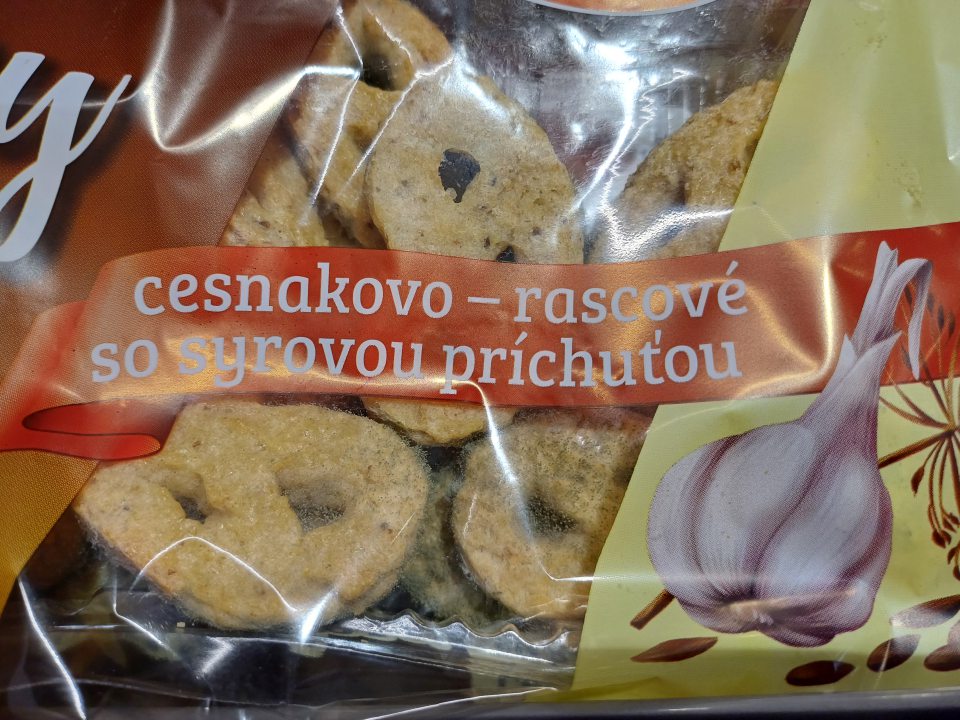 cesnakovo – rascové
so syrovou príchuťou